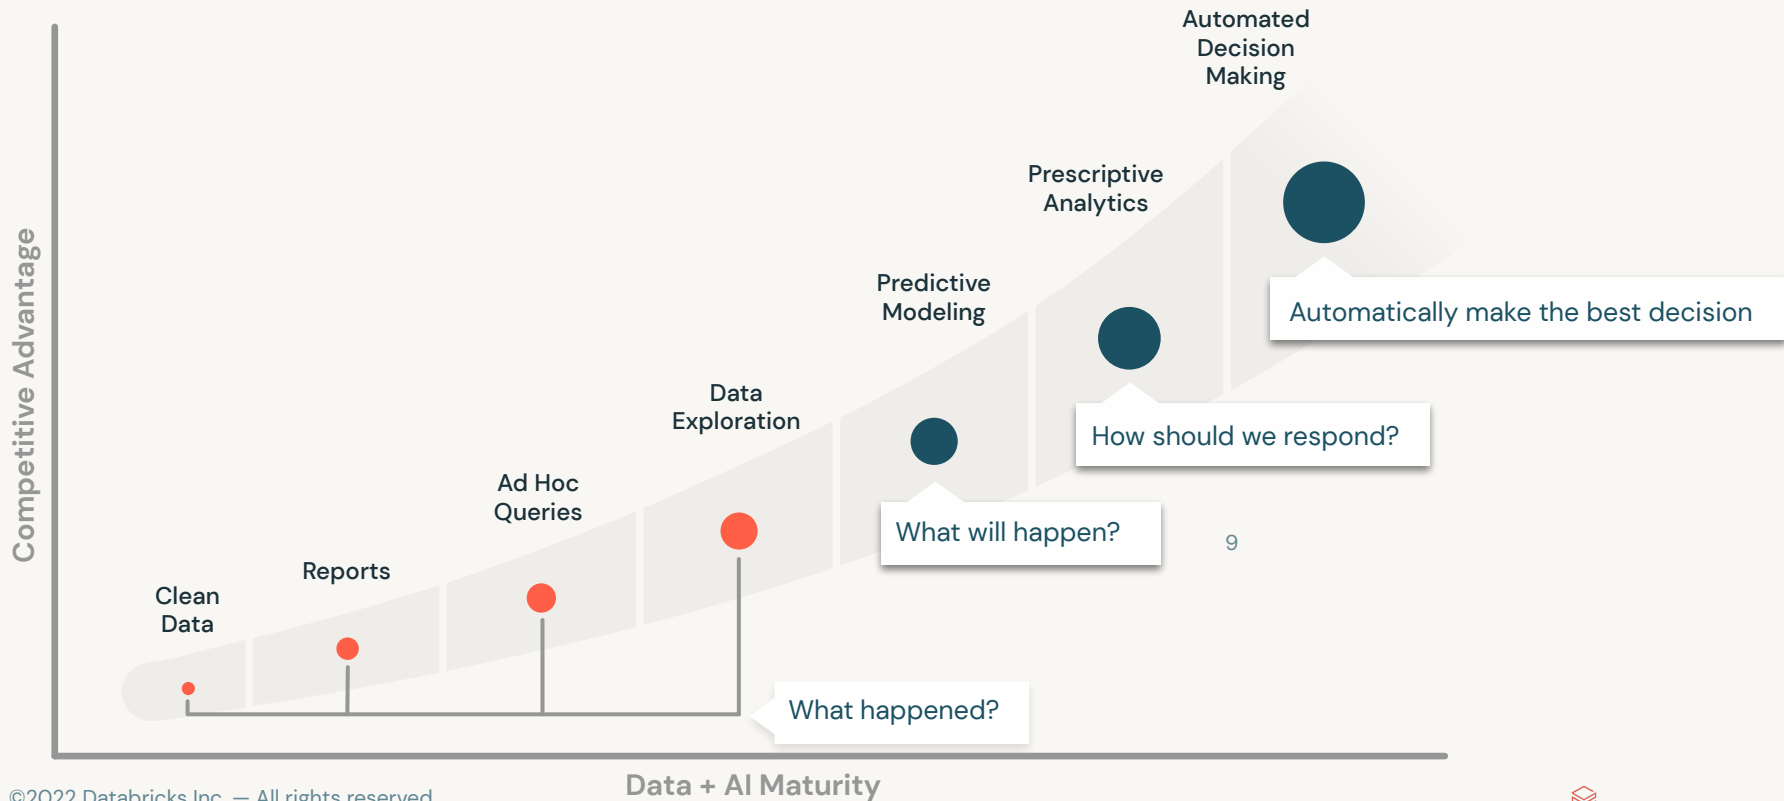 Automated
Decision
Making
Prescriptive
Analytics
Predictive
Modeling
Data
Exploration
Ad Hoc
Queries
Reports
Clean
Data
Automatically make the best decision
How should we respond?
What will happen?
9
What happened?
Competitive Advantage
Data + AI Maturity
©2022 Databricks Inc. — All rights reserved